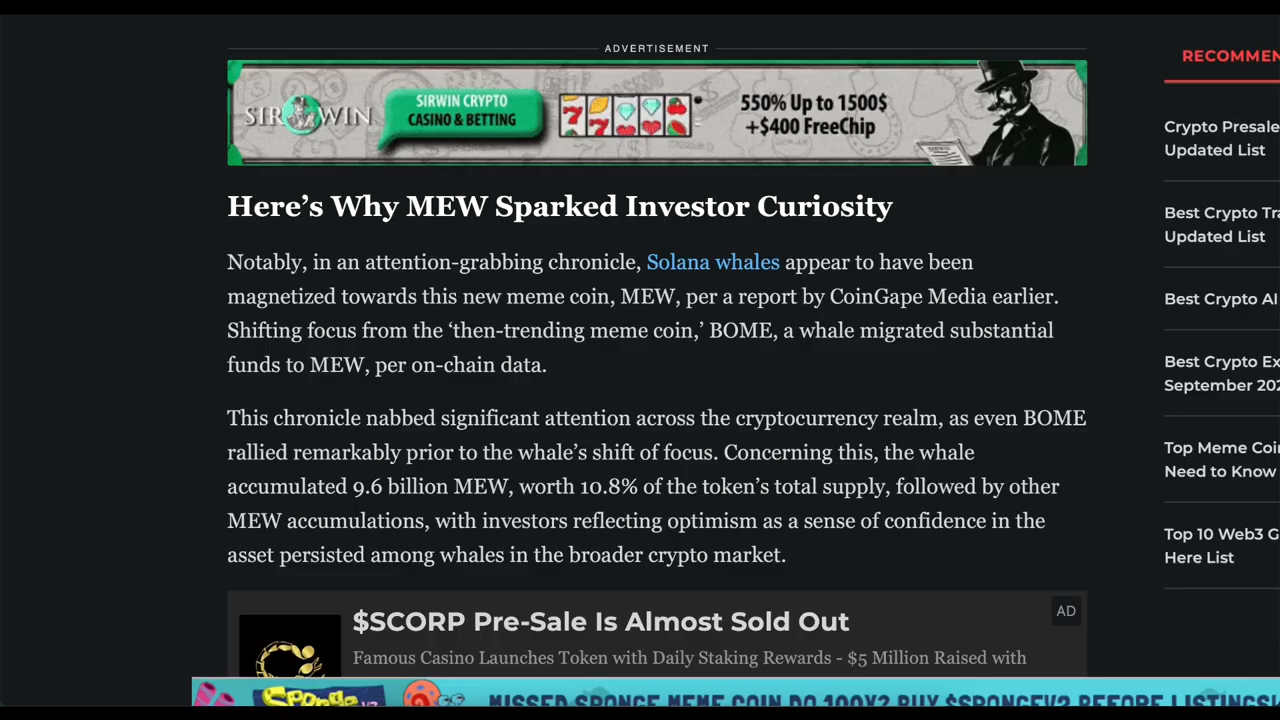 ADVERTISEMENT
SIR WIN
SIRWIN CRYPTO
CASINO & BETTING
550% Up to 1500$
+$400 FreeChip
Here’s Why MEW Sparked Investor Curiosity
Notably, in an attention-grabbing chronicle, Solana whales appear to have been
magnetized towards this new meme coin, MEW, per a report by CoinGape Media earlier.
Shifting focus from the ‘then-trending meme coin,’ BOME, a whale migrated substantial
funds to MEW, per on-chain data.
This chronicle nabbed significant attention across the cryptocurrency realm, as even BOME
rallied remarkably prior to the whale’s shift of focus. Concerning this, the whale
accumulated 9.6 billion MEW, worth 10.8% of the token’s total supply, followed by other
MEW accumulations, with investors reflecting optimism as a sense of confidence in the
asset persisted among whales in the broader crypto market.
$SCORP Pre-Sale Is Almost Sold Out
AD
Famous Casino Launches Token with Daily Staking Rewards - $5 Million Raised with
Sponge V2
MISSED SPONGE MEME COIN DO 100X? BUY $SPONGEV2 BEFORE LISTINGS!
RECOMMEN
Crypto Presale
Updated List
Best Crypto Tra
Updated List
Best Crypto AI
Best Crypto Ex
September 202
Top Meme Coi
Need to Know
Top 10 Web3 G
Here List